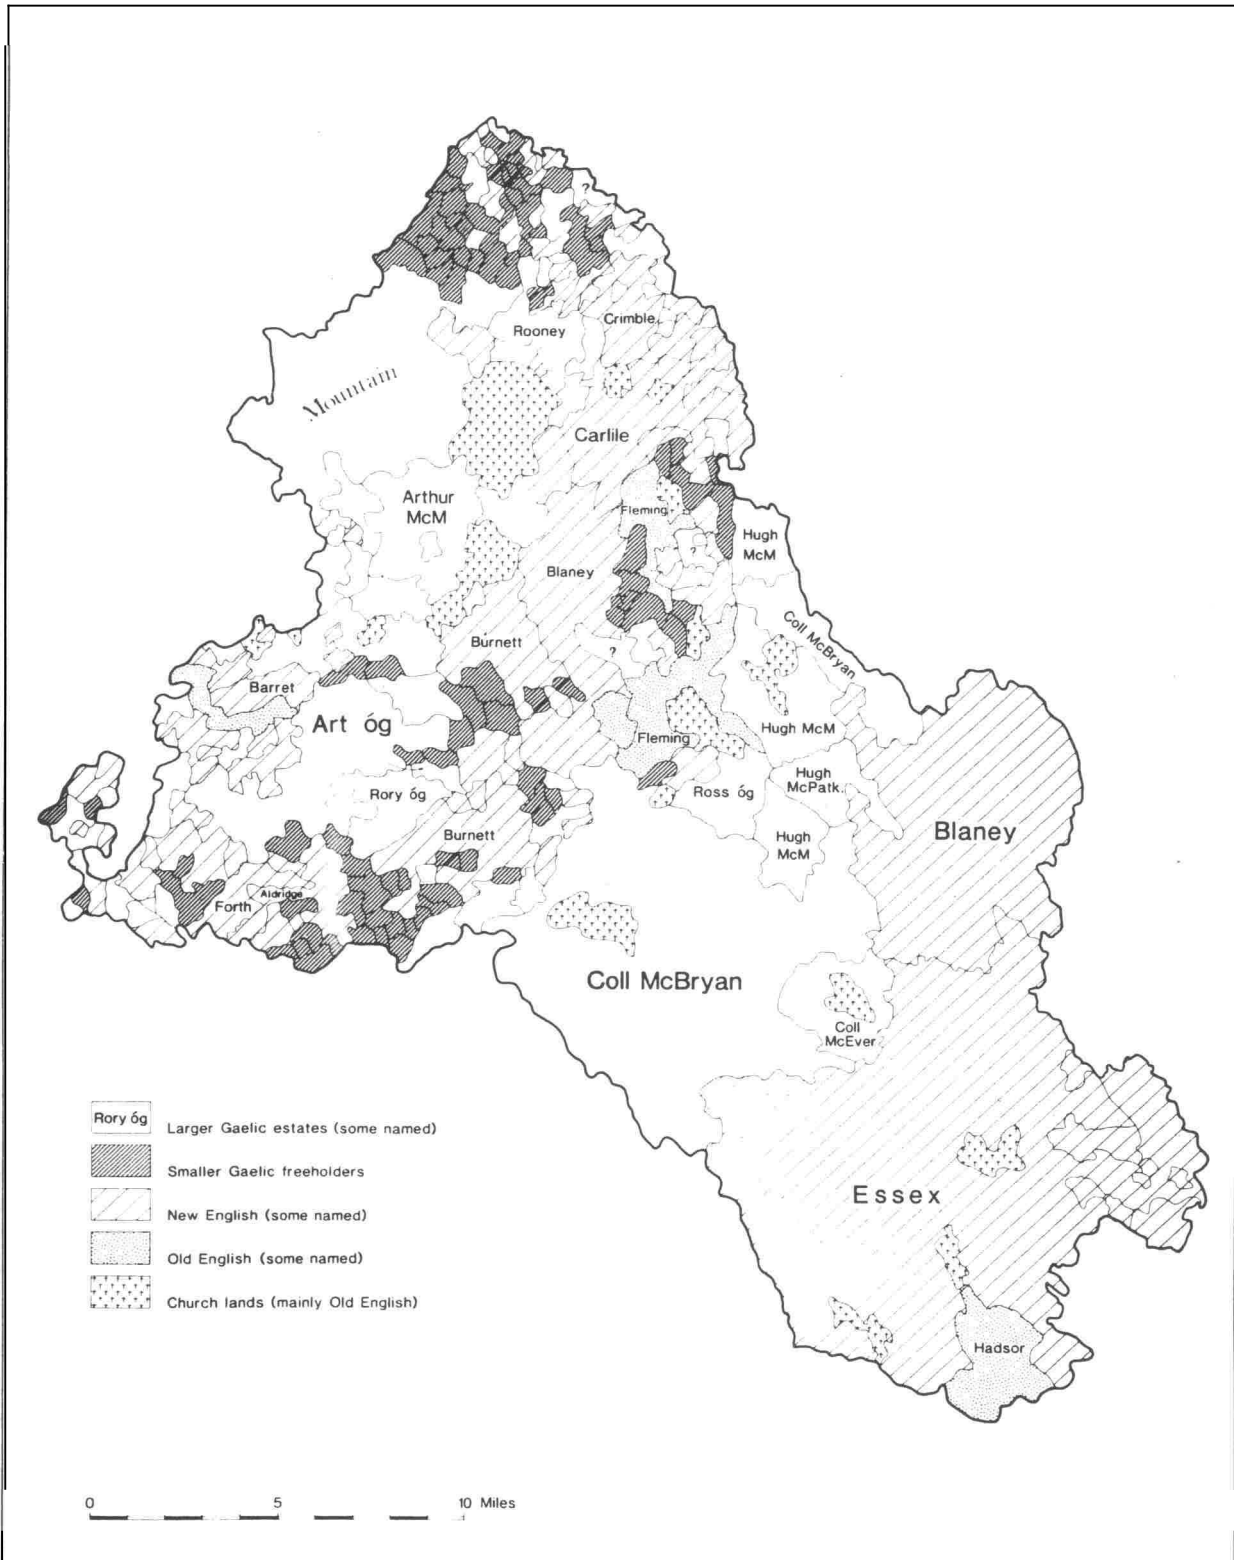 ?
Rooney
Crimble
Mountain
Carlile
Arthur
McM
Fleming
Hugh
McM
?
Blaney
Burnett
?
Coll McBryan
Barret
Art óg
Fleming
Hugh McM
Rory óg
Ross óg
Hugh
McPatk.
Burnett
Hugh
McM
Blaney
Forth
Aldridge
Coll McBryan
Coll
McEver
Essex
Hadsor
Rory óg Larger Gaelic estates (some named)
Smaller Gaelic freeholders
New English (some named)
Old English (some named)
Church lands (mainly Old English)
0 5 10 Miles